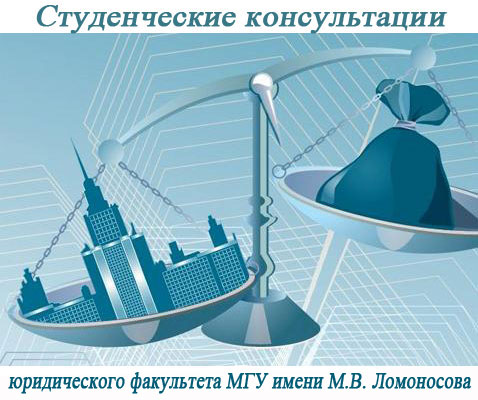 Студенческие консультации
юридического факультета МГУ имени М.В. Ломоносова